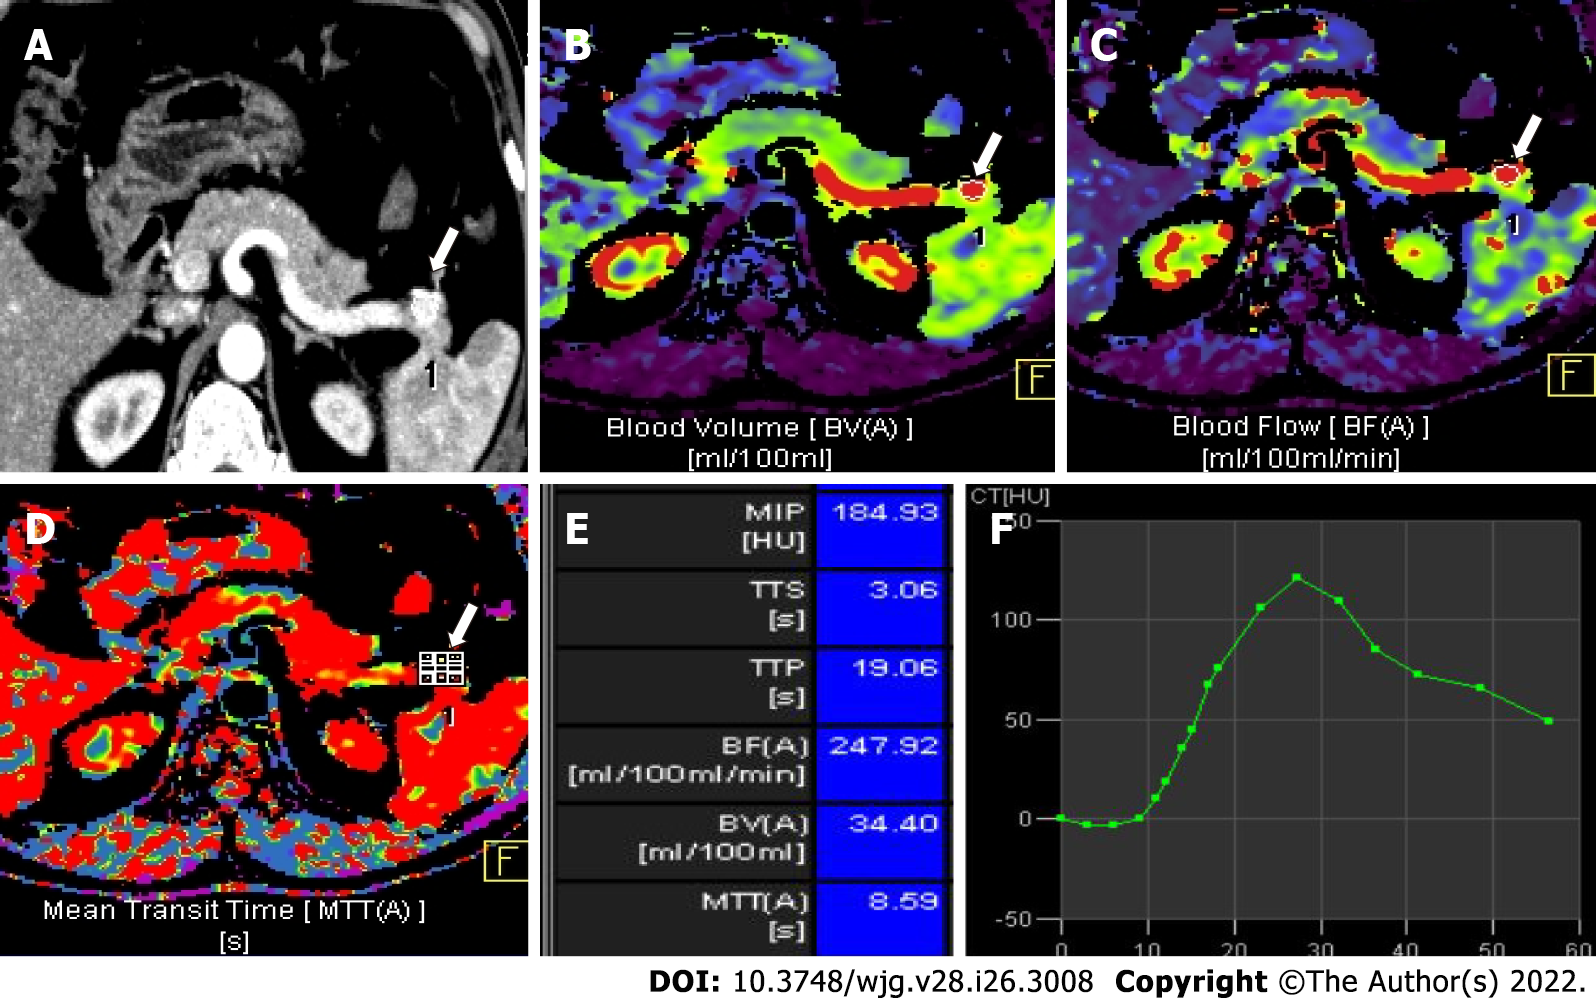 A
1
B
1
F
Blood Volume [ BV(A) ]
[ml/100ml]
C
1
F
Blood Flow [ BF(A) ]
[ml/100ml/min]
D
1
F
Mean Transit Time [ MTT(A) ]
[s]
E
MIP 184.93
[HU]
TTS 3.06
[s]
TTP 19.06
[s]
BF(A) 247.92
[ml/100ml/min]
BV(A) 34.40
[ml/100ml]
MTT(A) 8.59
[s]
CT[HU]
F
100
50
0
-50
0 10 20 30 40 50 60
DOI: 10.3748/wjg.v28.i26.3008 Copyright ©The Author(s) 2022.